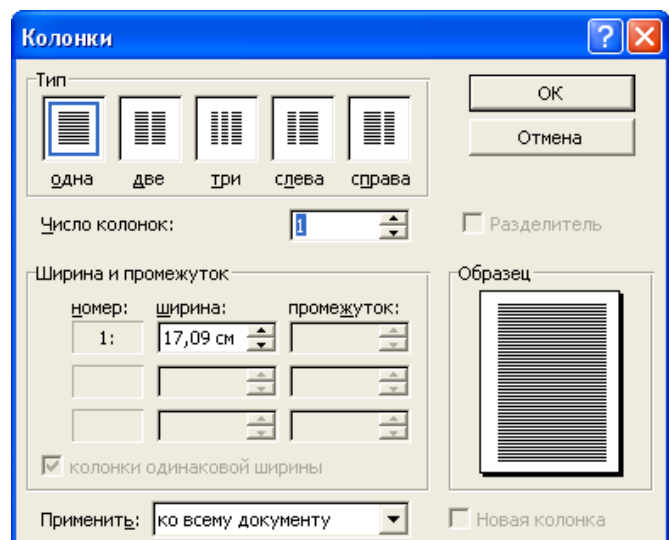 Колонки
Тип
ОК
Отмена
одна две три слева справа
Число колонок: 1
Разделитель
Ширина и промежуток
Образец
номер: ширина: промежуток:
1: 17,09 см
колонки одинаковой ширины
Применить: ко всему документу
Новая колонка